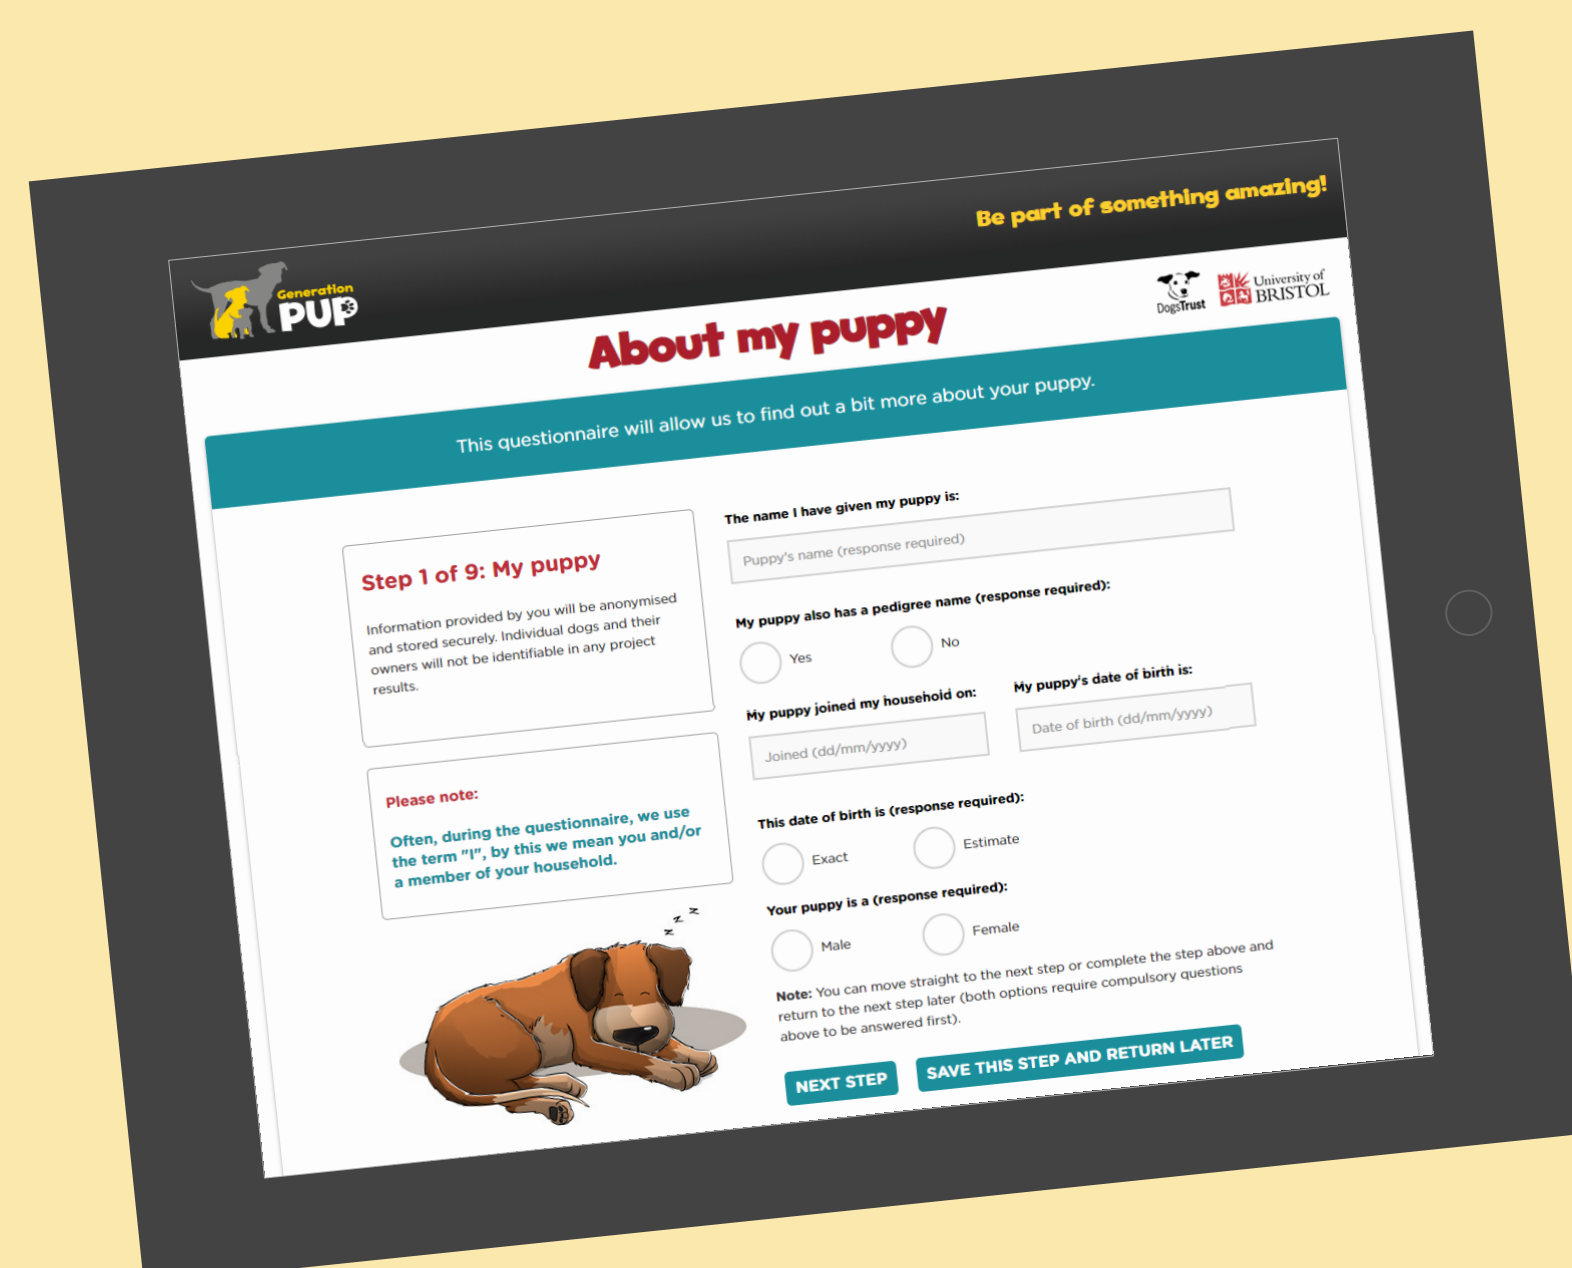 Be part of something amazing!
Generation
PUP
DogsTrust
University of
BRISTOL
About my puppy
This questionnaire will allow us to find out a bit more about your puppy.
Step 1 of 9: My puppy
Information provided by you will be anonymised
and stored securely. Individual dogs and their
owners will not be identifiable in any project
results.
Please note:
Often, during the questionnaire, we use
the term "I", by this we mean you and/or
a member of your household.
z z z
The name I have given my puppy is:
Puppy's name (response required)
My puppy also has a pedigree name (response required):
Yes
No
My puppy joined my household on:
My puppy's date of birth is:
Joined (dd/mm/yyyy)
Date of birth (dd/mm/yyyy)
This date of birth is (response required):
Exact
Estimate
Your puppy is a (response required):
Male
Female
Note: You can move straight to the next step or complete the step above and
return to the next step later (both options require compulsory questions
above to be answered first).
NEXT STEP
SAVE THIS STEP AND RETURN LATER